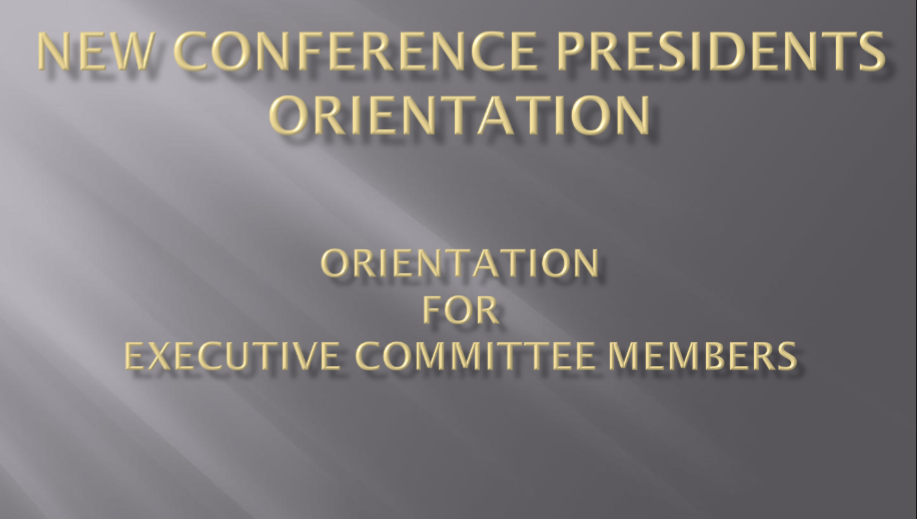 NEW CONFERENCE PRESIDENTS
ORIENTATION
ORIENTATION
FOR
EXECUTIVE COMMITTEE MEMBERS